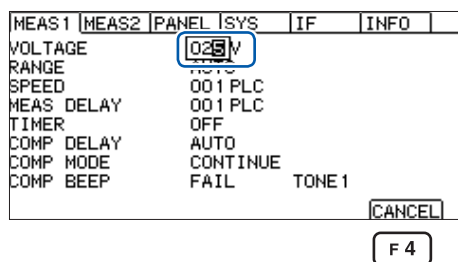 MEAS1 MEAS2 PANEL SYS IF INFO
VOLTAGE 025 V
RANGE AUTO
SPEED 001 PLC
MEAS DELAY 001 PLC
TIMER OFF
COMP DELAY AUTO
COMP MODE CONTINUE
COMP BEEP FAIL TONE1
CANCEL
F4